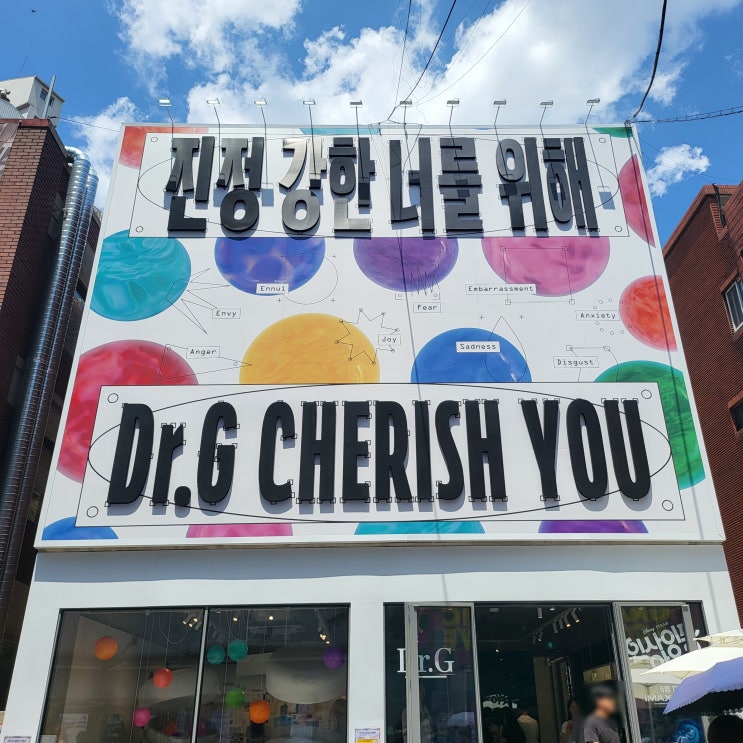 진정 강한 너를 위해
Ennui
Embarrassment
Envy
Fear
Anxiety
Joy
Anger
Sadness
Disgust
Dr.G CHERISH YOU
Dr.G